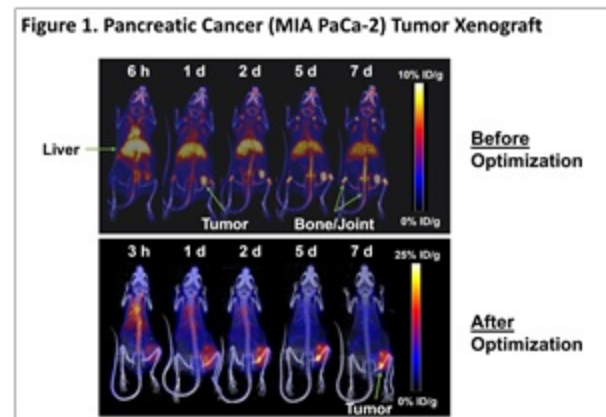 Figure 1. Pancreatic Cancer (MIA PaCa-2) Tumor Xenograft
6 h 1 d 2 d 5 d 7 d
10% ID/g
Liver
Before
Optimization
Tumor
Bone/Joint
0% ID/g
3 h 1 d 2 d 5 d 7 d
25% ID/g
After
Optimization
Tumor
0% ID/g